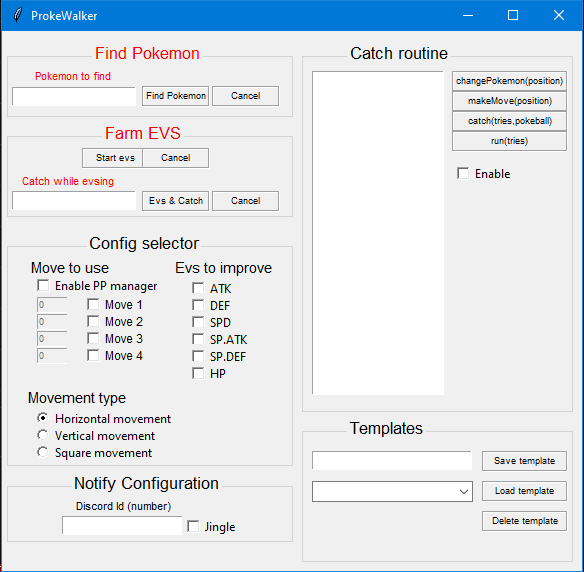 ProkeWalker
Find Pokemon
Pokemon to find
Find Pokemon
Cancel
Farm EVS
Start evs
Cancel
Catch while evsing
Evs & Catch
Cancel
Config selector
Move to use
Enable PP manager
0
Move 1
0
Move 2
0
Move 3
0
Move 4
Evs to improve
ATK
DEF
SPD
SP.ATK
SP.DEF
HP
Movement type
Horizontal movement
Vertical movement
Square movement
Notify Configuration
Discord Id (number)
Jingle
Catch routine
changePokemon(position)
makeMove(position)
catch(tries,pokeball)
run(tries)
Enable
Templates
Save template
Load template
Delete template